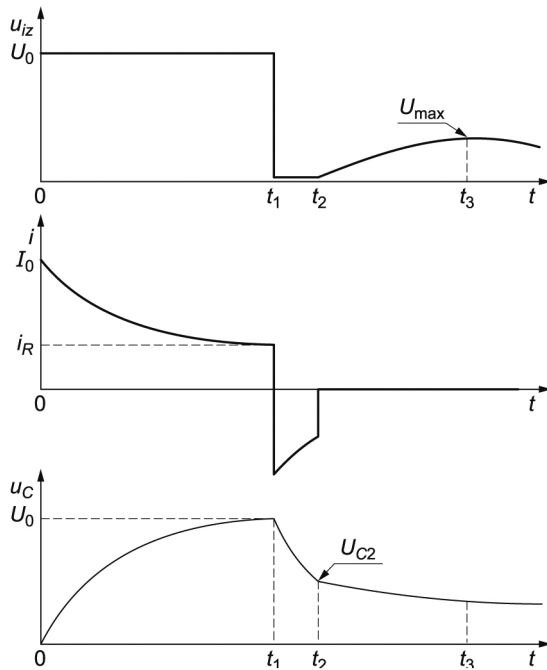 u_iz
U_0
U_max
0 t_1 t_2 t_3 t
i
I_0
i_R
0 t
u_C
U_0
U_C2
0 t_1 t_2 t_3 t